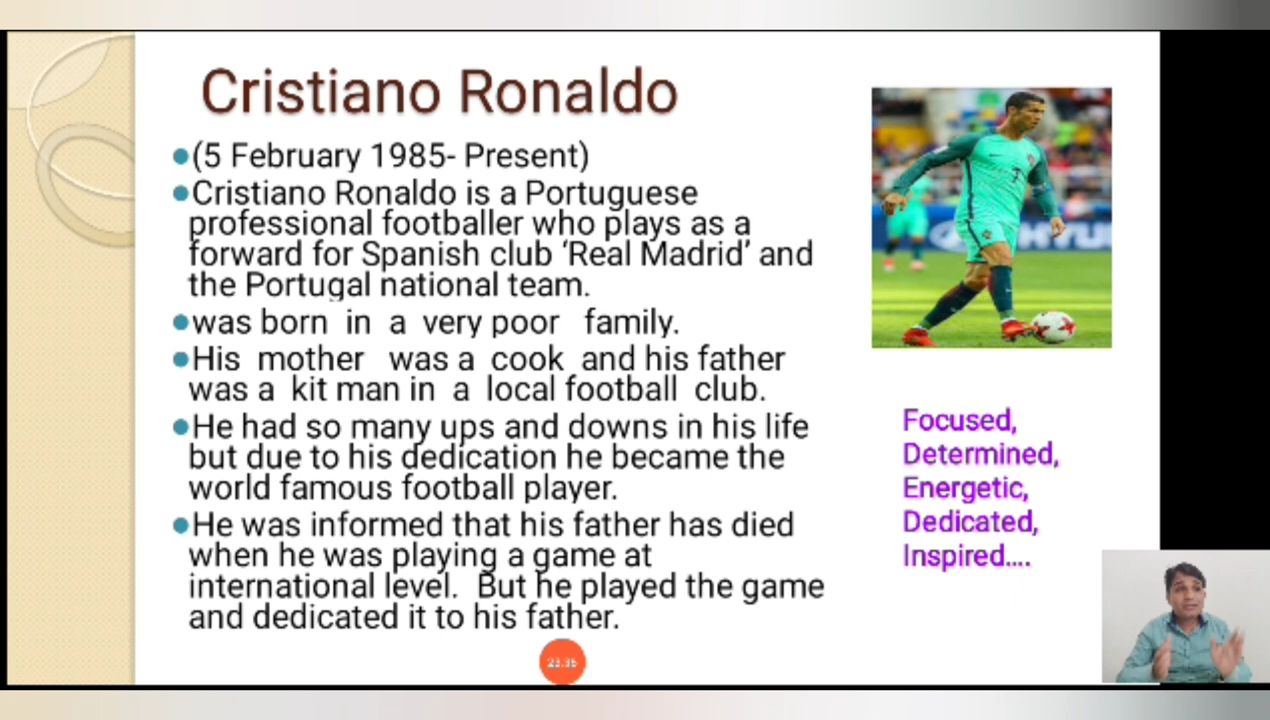 Cristiano Ronaldo
(5 February 1985- Present)
Cristiano Ronaldo is a Portuguese
professional footballer who plays as a
forward for Spanish club ‘Real Madrid’ and
the Portugal national team.
was born in a very poor family.
His mother was a cook and his father
was a kit man in a local football club.
He had so many ups and downs in his life
but due to his dedication he became the
world famous football player.
He was informed that his father has died
when he was playing a game at
international level. But he played the game
and dedicated it to his father.
Focused,
Determined,
Energetic,
Dedicated,
Inspired....